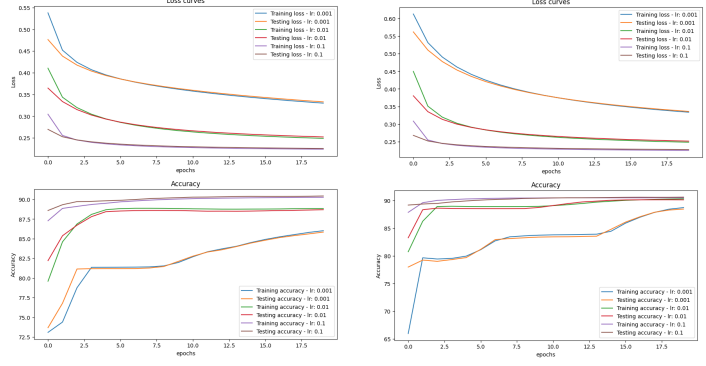 Loss curves
Loss
0.55
0.50
0.45
0.40
0.35
0.30
0.25
Training loss - lr: 0.001
Testing loss - lr: 0.001
Training loss - lr: 0.01
Testing loss - lr: 0.01
Training loss - lr: 0.1
Testing loss - lr: 0.1
0.0 2.5 5.0 7.5 10.0 12.5 15.0 17.5
epochs
Loss curves
Loss
0.60
0.55
0.50
0.45
0.40
0.35
0.30
0.25
Training loss - lr: 0.001
Testing loss - lr: 0.001
Training loss - lr: 0.01
Testing loss - lr: 0.01
Training loss - lr: 0.1
Testing loss - lr: 0.1
0.0 2.5 5.0 7.5 10.0 12.5 15.0 17.5
epochs
Accuracy
Accuracy
90.0
87.5
85.0
82.5
80.0
77.5
75.0
72.5
Training accuracy - lr: 0.001
Testing accuracy - lr: 0.001
Training accuracy - lr: 0.01
Testing accuracy - lr: 0.01
Training accuracy - lr: 0.1
Testing accuracy - lr: 0.1
0.0 2.5 5.0 7.5 10.0 12.5 15.0 17.5
epochs
Accuracy
Accuracy
90
85
80
75
70
65
Training accuracy - lr: 0.001
Testing accuracy - lr: 0.001
Training accuracy - lr: 0.01
Testing accuracy - lr: 0.01
Training accuracy - lr: 0.1
Testing accuracy - lr: 0.1
0.0 2.5 5.0 7.5 10.0 12.5 15.0 17.5
epochs